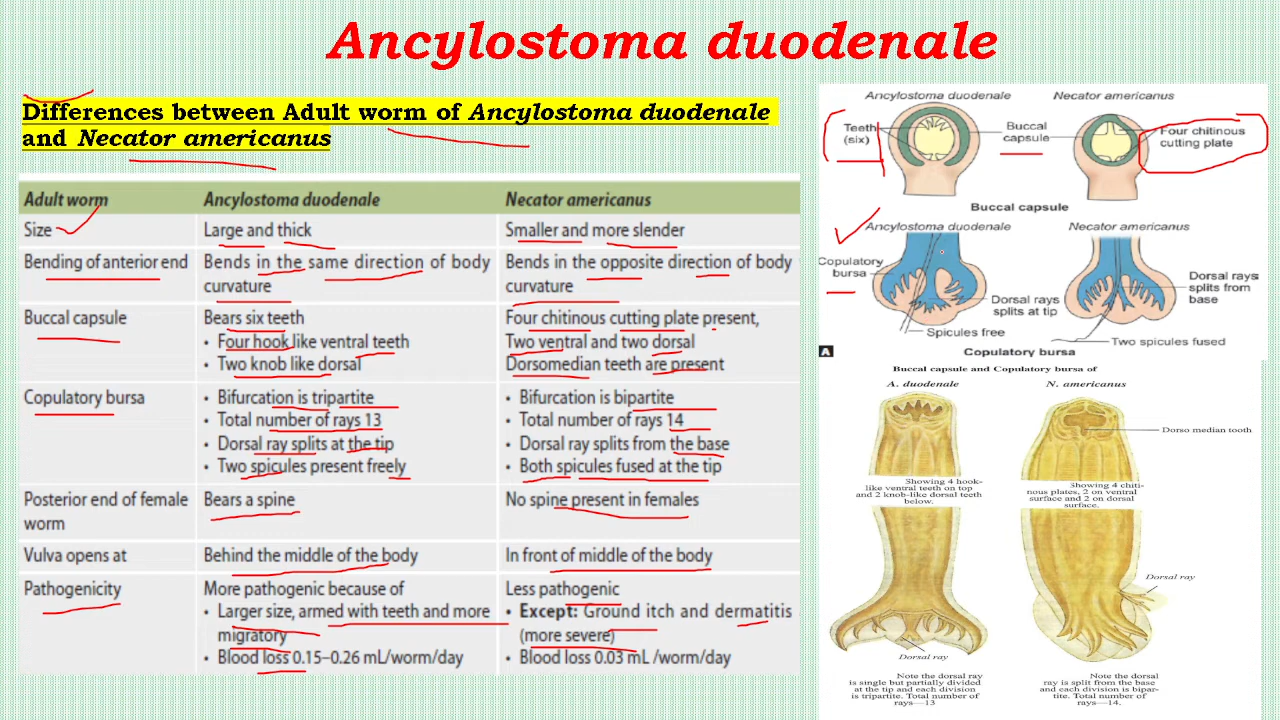 Ancylostoma duodenale
Differences between Adult worm of Ancylostoma duodenale
and Necator americanus
Adult worm Ancylostoma duodenale Necator americanus
Size Large and thick Smaller and more slender
Bending of anterior end Bends in the same direction of body Bends in the opposite direction of body
curvature curvature
Buccal capsule Bears six teeth Four chitinous cutting plate present,
• Four hook like ventral teeth Two ventral and two dorsal
• Two knob like dorsal Dorsomedian teeth are present
Copulatory bursa • Bifurcation is tripartite • Bifurcation is bipartite
• Total number of rays 13 • Total number of rays 14
• Dorsal ray splits at the tip • Dorsal ray splits from the base
• Two spicules present freely • Both spicules fused at the tip
Posterior end of female Bears a spine No spine present in females
worm
Vulva opens at Behind the middle of the body In front of middle of the body
Pathogenicity More pathogenic because of Less pathogenic
• Larger size, armed with teeth and more • Except: Ground itch and dermatitis
migratory (more severe)
• Blood loss 0.15–0.26 mL/worm/day • Blood loss 0.03 mL /worm/day
Ancylostoma duodenale Necator americanus
Teeth
(six)
Buccal
capsule
Four chitinous
cutting plate
Buccal capsule
Ancylostoma duodenale Necator americanus
Copulatory
bursa
Dorsal rays
splits at tip
Spicules free
Dorsal rays
splits from
base
Two spicules fused
A
Copulatory bursa
Buccal capsule and Copulatory bursa of
A. duodenale N. americanus
Dorso median tooth
Showing 4 hook-
like ventral teeth on top
and 2 knob-like dorsal teeth
below.
Showing 4 chiti-
nous plates, 2 on ventral
surface and 2 on dorsal
surface.
Dorsal ray
Dorsal ray
Note the dorsal ray
is single but partially divided
at the tip and each division
is tripartite. Total number of
rays—13
Note the dorsal
ray is split from the base
and each division is bipar-
tite. Total number of
rays—14.